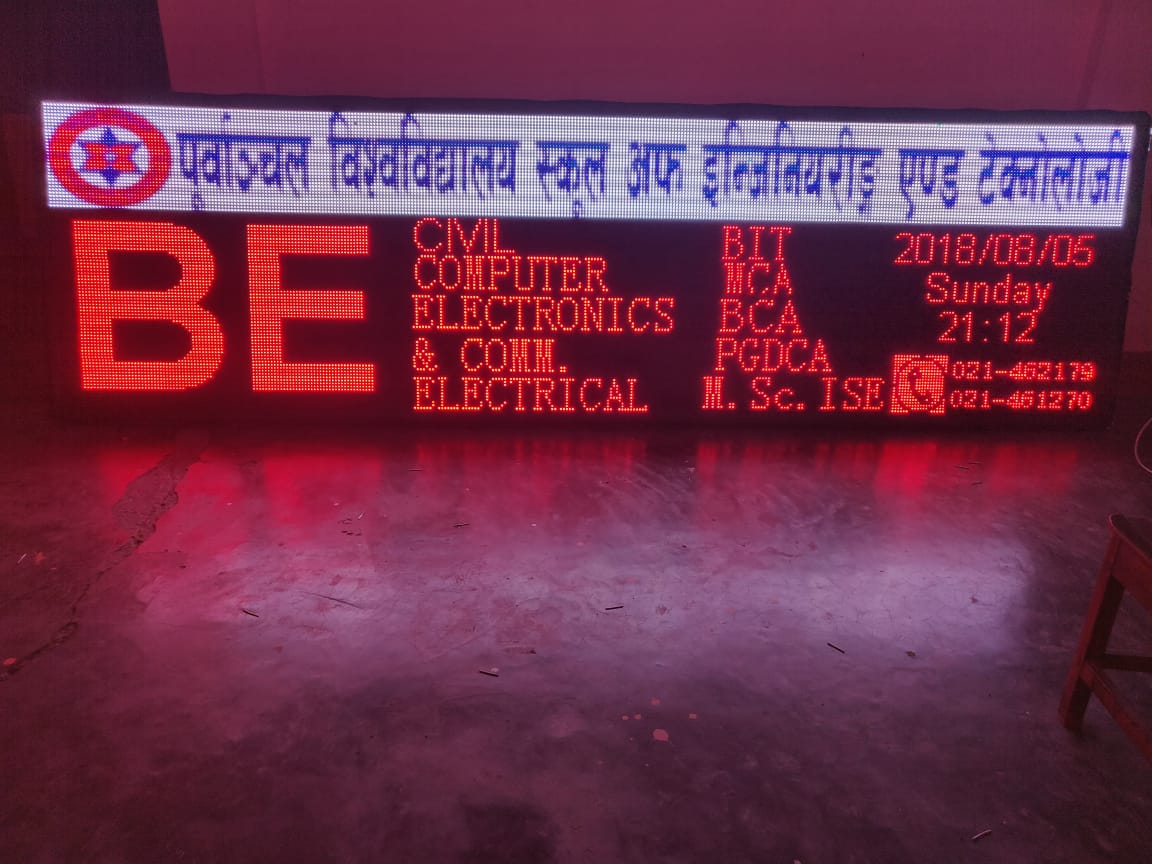 पूर्वाञ्चल विश्वविद्यालय स्कूल अफ इन्जिनियरीङ्ग एण्ड टेक्नोलोजी
BE
CIVIL
COMPUTER
ELECTRONICS
& COMM.
ELECTRICAL
BIT
MCA
BCA
PGDCA
M.Sc. ISE
2018/08/05
Sunday
21:12
021-462179
021-461270